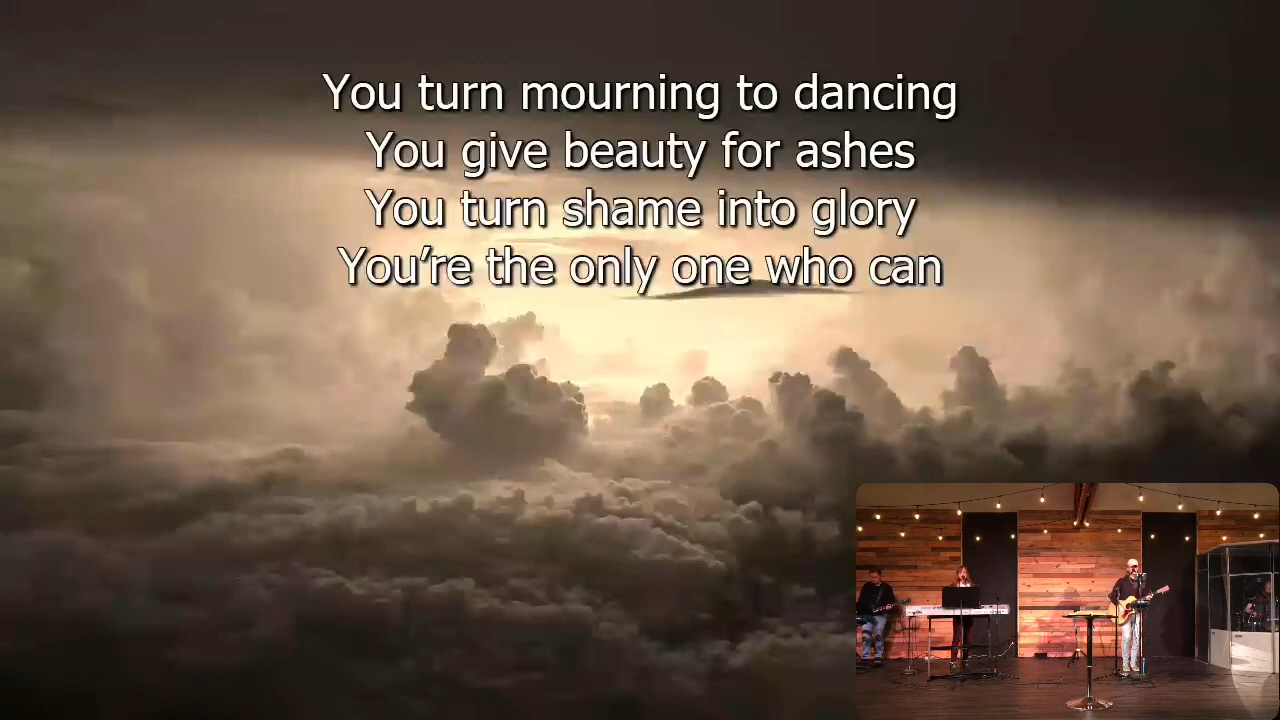 You turn mourning to dancing
You give beauty for ashes
You turn shame into glory
You’re the only one who can